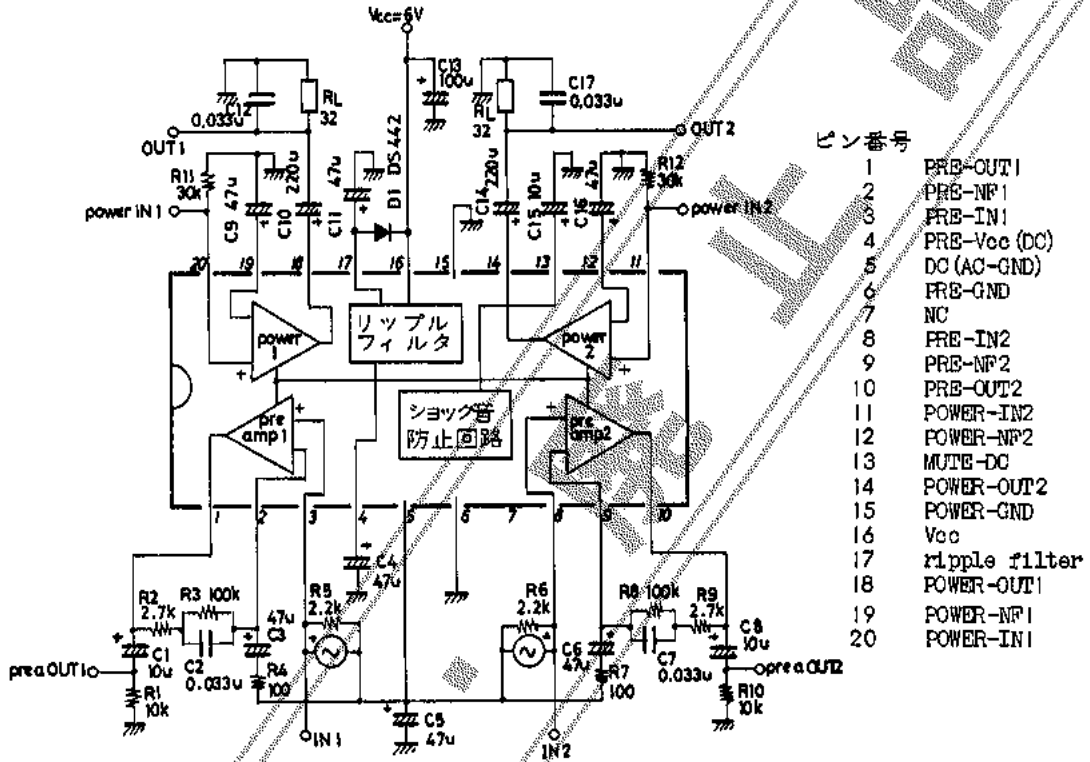 Vcc=6V
C13
100u
C12
0.033u
RL
32
C17
0.033u
RL
32
OUT1
OUT2
R11
30k
47u
C9
220u
C10
47u
C11
D1 DS442
C14
220u
C15 10u
C16 47u
R12
30k
power IN1
power IN2
20 19 18 17 16 15 14 13 12 11
power
1
リップル
フィルタ
power
2
ショック音
防止回路
pre
amp1
pre
amp2
1 2 3 4 5 6 7 8 9 10
C4
47u
R2
2.7k
R3 100k
47u
C3
R5
2.2k
R6
2.2k
R8 100k
R9
2.7k
C1
10u
C2
0.033u
R4
100
C6
47u
R7
100
C7
0.033u
C8
10u
prea OUT1
prea OUT2
R1
10k
C5
47u
R10
10k
IN 1
IN2
ピン番号
1 PRE-OUT1
2 PRE-NF1
3 PRE-IN1
4 PRE-Vcc (DC)
5 DC (AC-GND)
6 PRE-GND
7 NC
8 PRE-IN2
9 PRE-NF2
10 PRE-OUT2
11 POWER-IN2
12 POWER-NF2
13 MUTE-DC
14 POWER-OUT2
15 POWER-GND
16 Vcc
17 ripple filter
18 POWER-OUT1
19 POWER-NF1
20 POWER-IN1